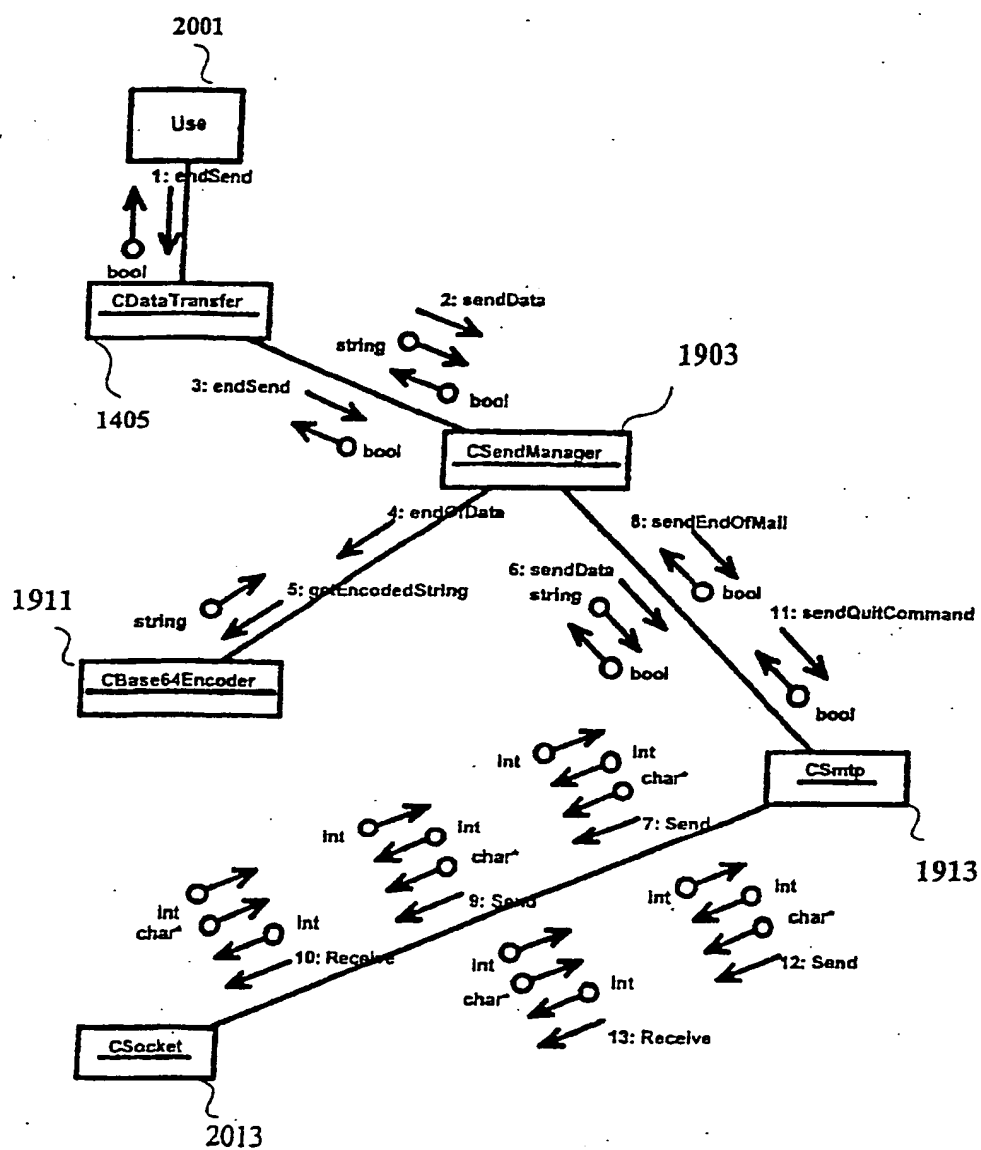 2001
Use
1: endSend
bool
CDataTransfer
1405
2: sendData
string
bool
3: endSend
bool
1903
CSendManager
4: endOfData
5: getEncodedString
string
1911
CBase64Encoder
8: sendEndOfMail
bool
6: sendData
string
bool
11: sendQuitCommand
bool
CSmtp
1913
int
int
char*
7: Send
int
int
char*
9: Send
int
char*
int
10: Receive
int
int
char*
12: Send
int
char*
int
13: Receive
CSocket
2013